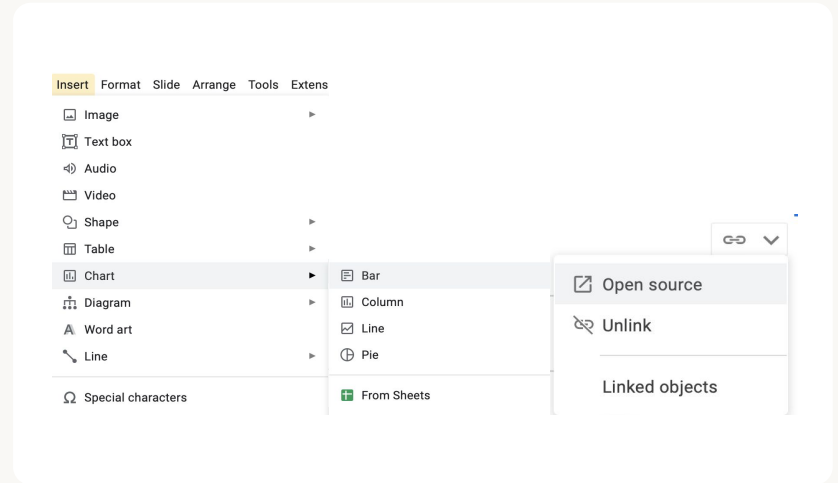 Insert Format Slide Arrange Tools Extens
Image
Text box
Audio
Video
Shape
Table
Chart
Diagram
Word art
Line
Special characters
Bar
Column
Line
Pie
From Sheets
Open source
Unlink
Linked objects